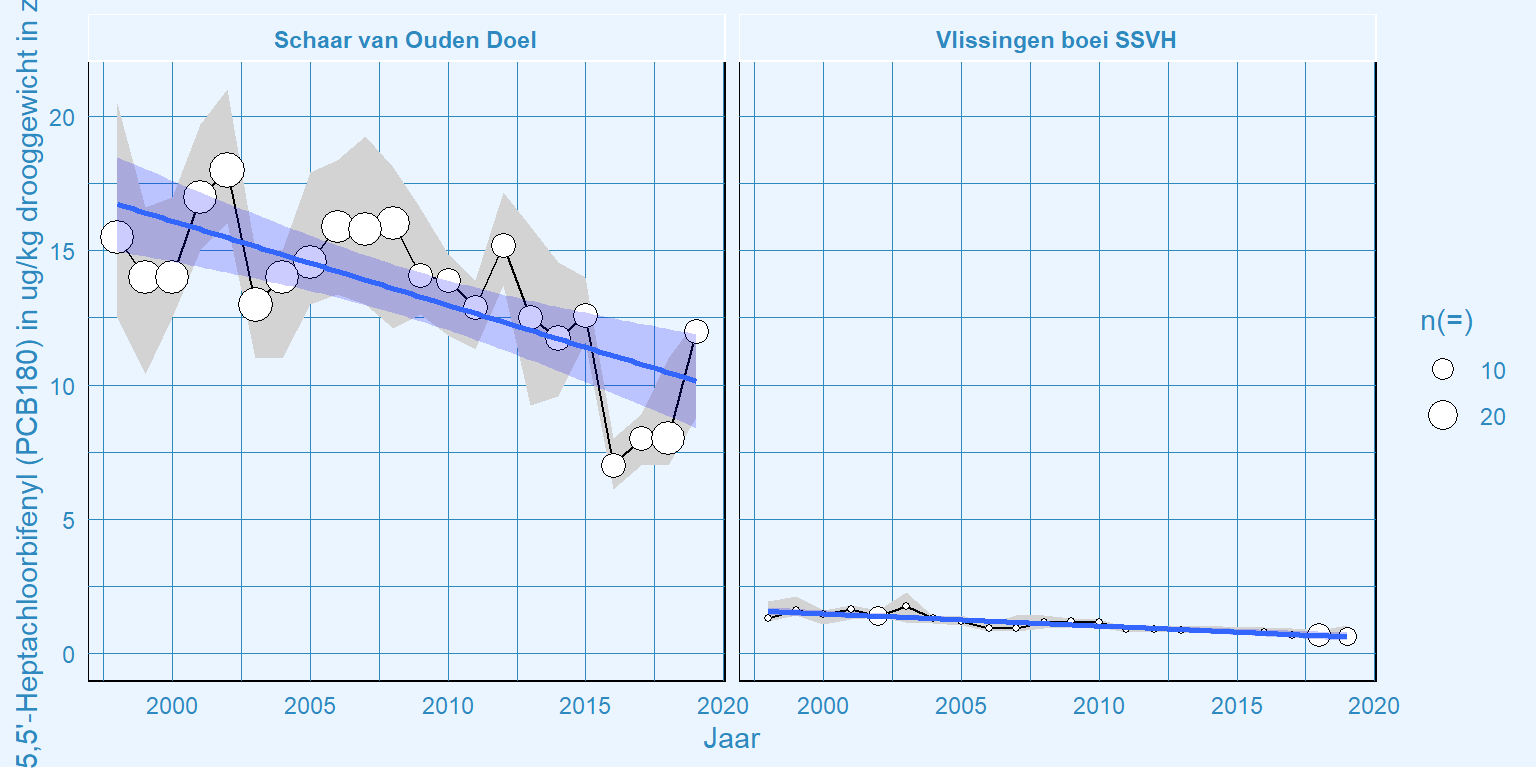 Schaar van Ouden Doel
Vlissingen boei SSVH
5,5'-Heptachloorbifenyl (PCB180) in ug/kg drooggewicht in z
20
15
10
5
0
2000 2005 2010 2015 2020
2000 2005 2010 2015 2020
Jaar
n(=)
10
20